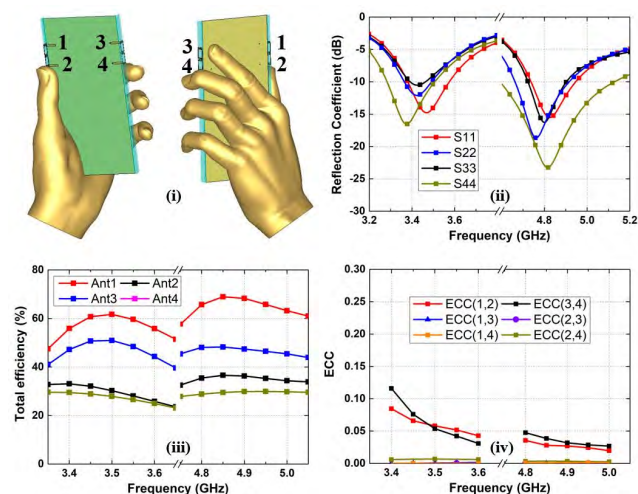 1
2
3
4
3
4
1
2
(i)
Reflection Coefficient (dB)
0
-5
-10
-15
-20
-25
-30
S11
S22
S33
S44
(ii)
3.2 3.4 3.6 4.8 5.0 5.2
Frequency (GHz)
Total efficiency (%)
80
60
40
20
0
Ant1 Ant2
Ant3 Ant4
(iii)
3.4 3.5 3.6 4.8 4.9 5.0
Frequency (GHz)
ECC
0.30
0.25
0.20
0.15
0.10
0.05
0.00
ECC(1,2) ECC(3,4)
ECC(1,3) ECC(2,3)
ECC(1,4) ECC(2,4)
(iv)
3.4 3.5 3.6 4.8 4.9 5.0
Frequency (GHz)